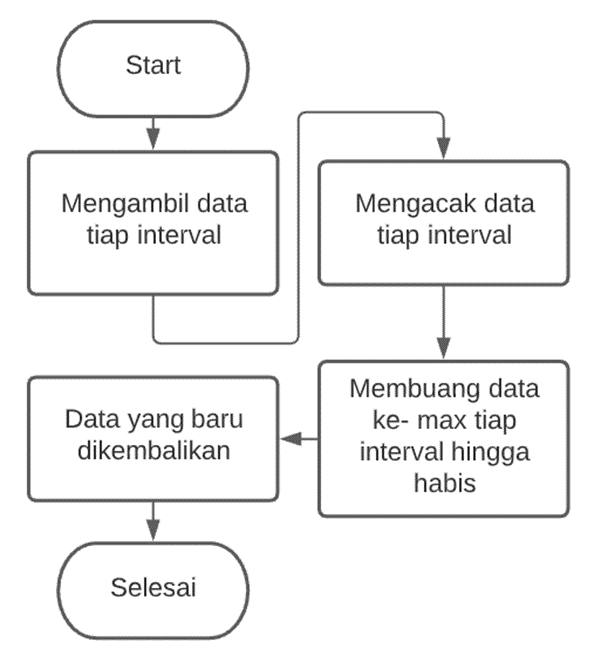 Start
Mengambil data
tiap interval
Mengacak data
tiap interval
Membuang data
ke- max tiap
interval hingga
habis
Data yang baru
dikembalikan
Selesai